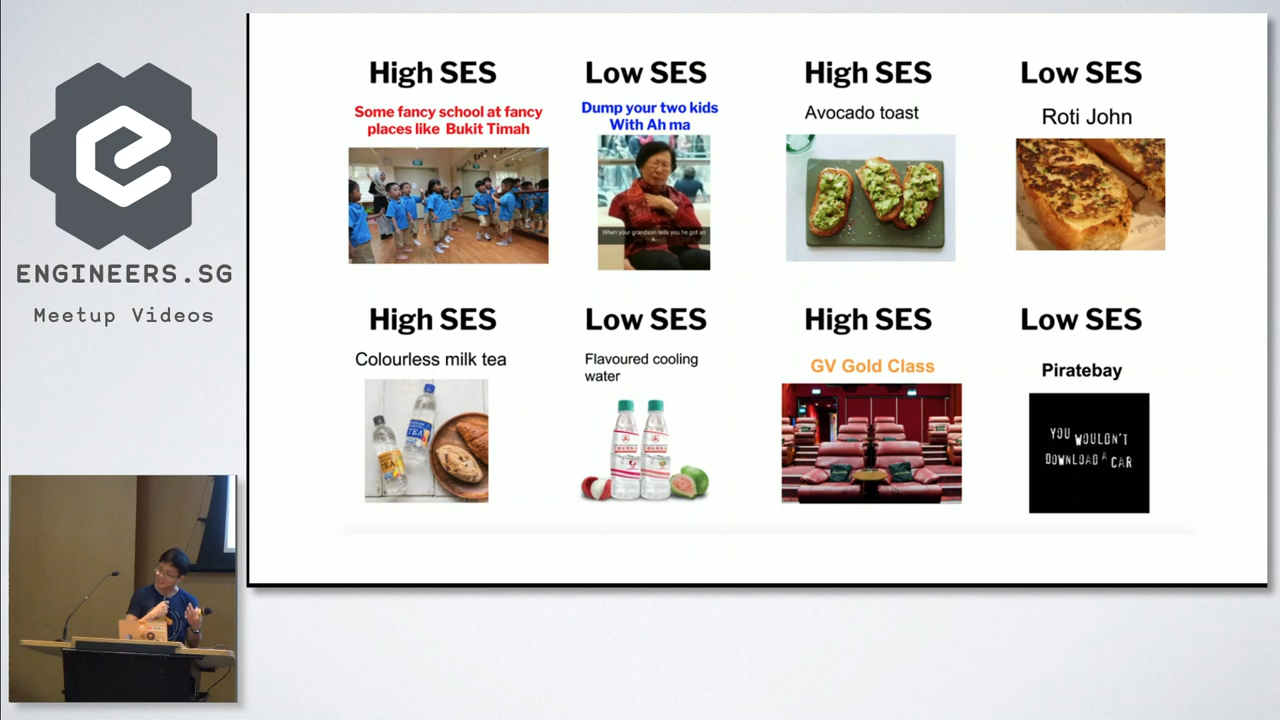 ENGINEERS.SG
Meetup Videos
High SES
Some fancy school at fancy
places like Bukit Timah
Low SES
Dump your two kids
With Ah ma
When your grandson tells you he got an
A-
High SES
Avocado toast
Low SES
Roti John
High SES
Colourless milk tea
TEA
TEA
Low SES
Flavoured cooling
water
High SES
GV Gold Class
Low SES
Piratebay
YOU WOULDN'T
DOWNLOAD A CAR